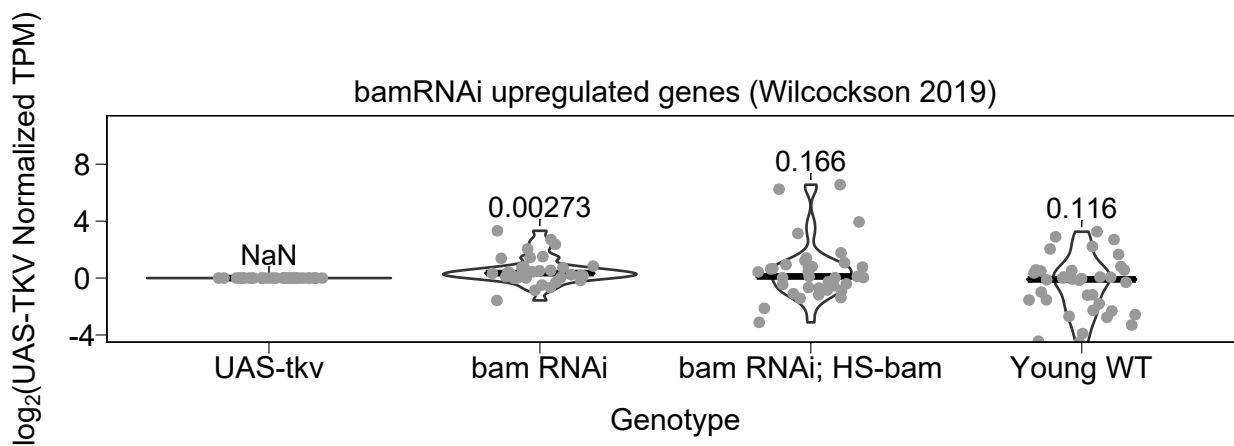 bamRNAi upregulated genes (Wilcockson 2019)
log₂(UAS-TKV Normalized TPM)
8
4
0
-4
NaN
0.00273
0.166
0.116
UAS-tkv
bam RNAi
bam RNAi; HS-bam
Young WT
Genotype